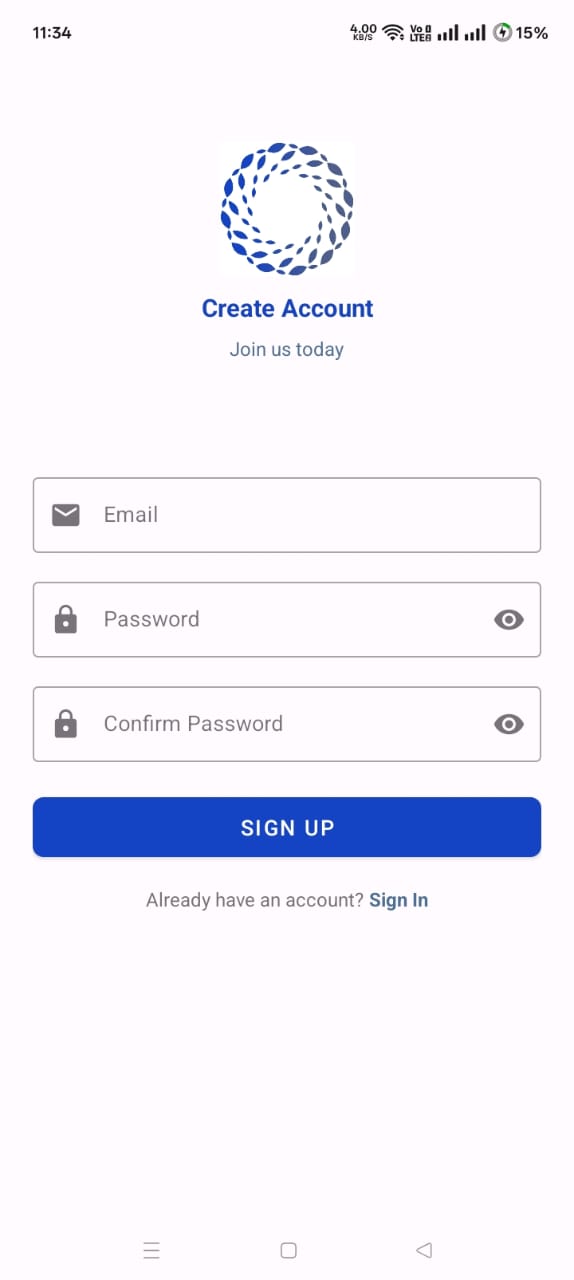 11:34 4.00 KB/S Vo LTE 15%
Create Account
Join us today
Email
Password
Confirm Password
SIGN UP
Already have an account? Sign In